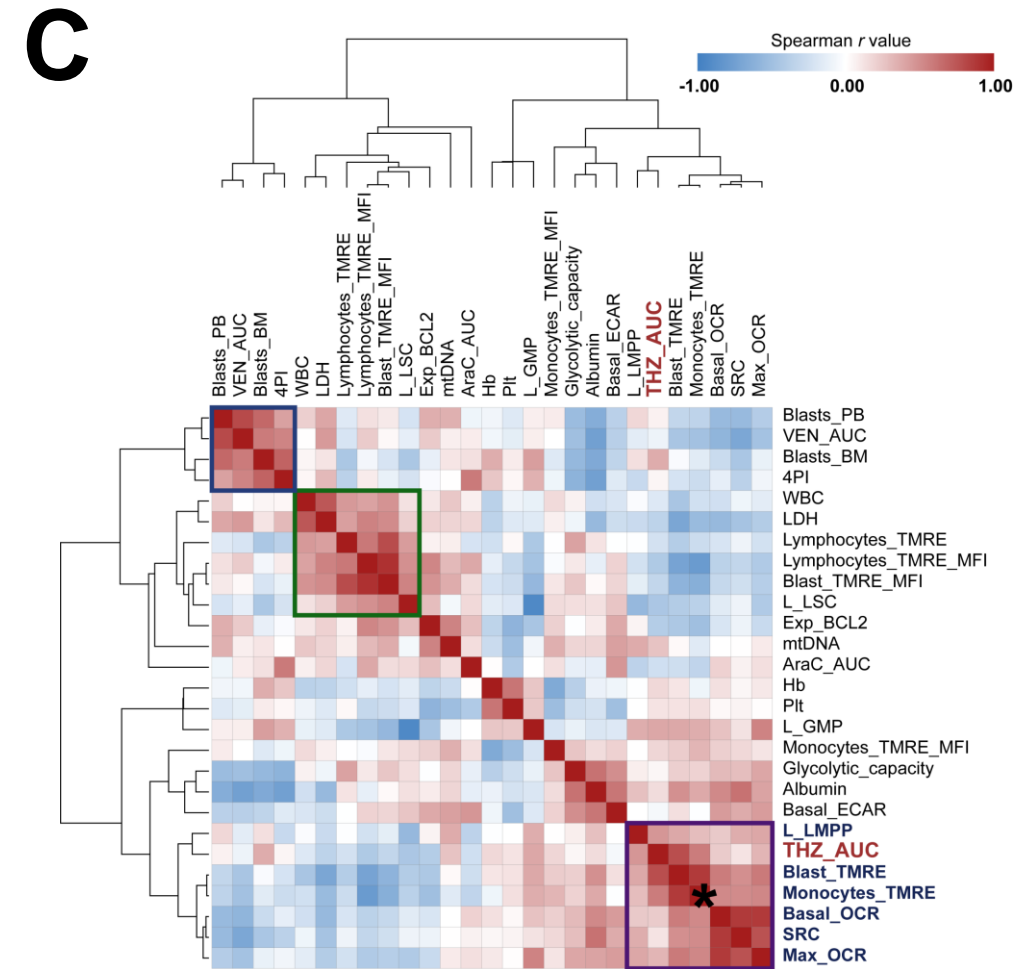 C
Spearman r value
-1.00 0.00 1.00
Blasts_PB
VEN_AUC
Blasts_BM
4PI
WBC
LDH
Lymphocytes_TMRE
Lymphocytes_TMRE_MFI
Blast_TMRE_MFI
L_LSC
Exp_BCL2
mtDNA
AraC_AUC
Hb
Plt
L_GMP
Monocytes_TMRE_MFI
Glycolytic_capacity
Albumin
Basal_ECAR
L_LMPP
THZ_AUC
Blast_TMRE
Monocytes_TMRE
Basal_OCR
SRC
Max_OCR
Blasts_PB
VEN_AUC
Blasts_BM
4PI
WBC
LDH
Lymphocytes_TMRE
Lymphocytes_TMRE_MFI
Blast_TMRE_MFI
L_LSC
Exp_BCL2
mtDNA
AraC_AUC
Hb
Plt
L_GMP
Monocytes_TMRE_MFI
Glycolytic_capacity
Albumin
Basal_ECAR
L_LMPP
THZ_AUC
Blast_TMRE
Monocytes_TMRE
*
Basal_OCR
SRC
Max_OCR